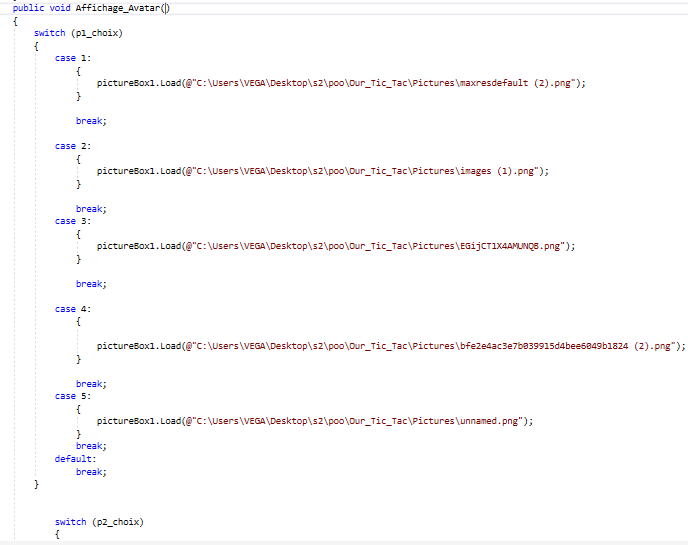 public void Affichage_Avatar()
{
switch (p1_choix)
{
case 1:
{
pictureBox1.Load(@"C:\Users\VEGA\Desktop\s2\poo\Our_Tic_Tac\Pictures\maxresdefault (2).png");
}
break;
case 2:
{
pictureBox1.Load(@"C:\Users\VEGA\Desktop\s2\poo\Our_Tic_Tac\Pictures\images (1).png");
}
break;
case 3:
{
pictureBox1.Load(@"C:\Users\VEGA\Desktop\s2\poo\Our_Tic_Tac\Pictures\EGijCT1X4AMUNQB.png");
}
break;
case 4:
{
pictureBox1.Load(@"C:\Users\VEGA\Desktop\s2\poo\Our_Tic_Tac\Pictures\bfe2e4ac3e7b039915d4bee6049b1824 (2).png");
}
break;
case 5:
{
pictureBox1.Load(@"C:\Users\VEGA\Desktop\s2\poo\Our_Tic_Tac\Pictures\unnamed.png");
}
break;
default:
break;
}
switch (p2_choix)
{